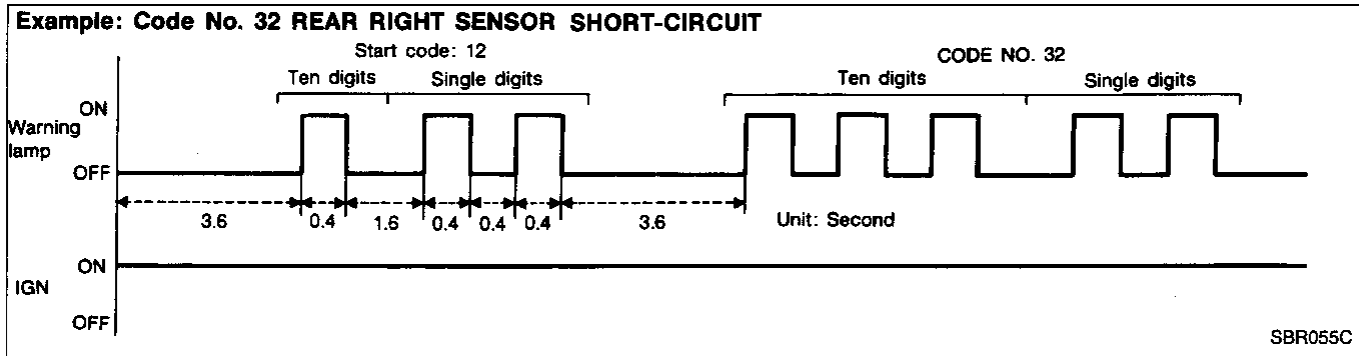 Example: Code No. 32 REAR RIGHT SENSOR SHORT-CIRCUIT
Start code: 12
CODE NO. 32
Ten digits
Single digits
Ten digits
Single digits
ON
Warning
lamp
OFF
3.6
0.4
1.6
0.4
0.4
0.4
3.6
Unit: Second
ON
IGN
OFF
SBR055C